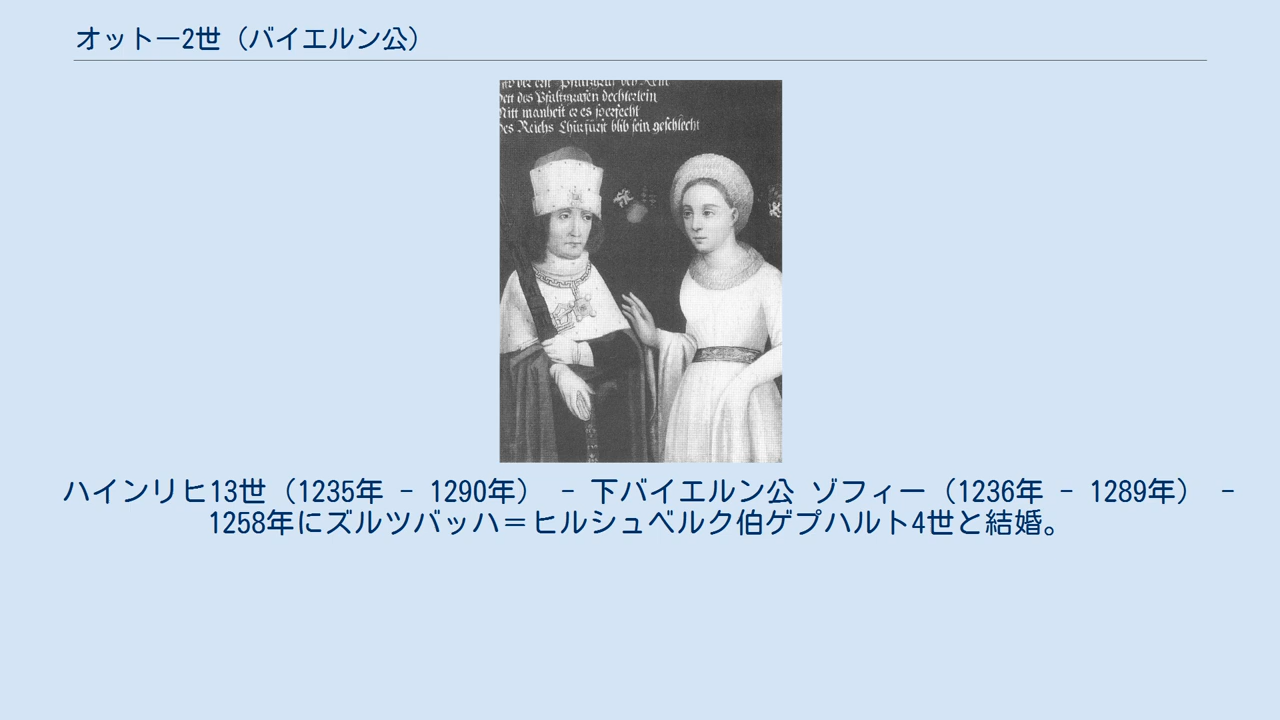 オットー2世（バイエルン公）
des Pfaltzgrafen dechterlein
manheit er es
des Reichs Churfürst blib sein geschlecht
ハインリヒ13世（1235年 - 1290年） - 下バイエルン公 ゾフィー（1236年 - 1289年） -
1258年にズルツバッハ＝ヒルシュベルク伯ゲプハルト4世と結婚。